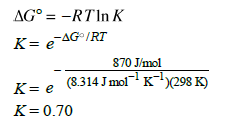 ΔG° = −RT ln K
K = e^−ΔG°/RT
K = e^− 870 J/mol / (8.314 J mol^−1 K^−1)(298 K)
K = 0.70